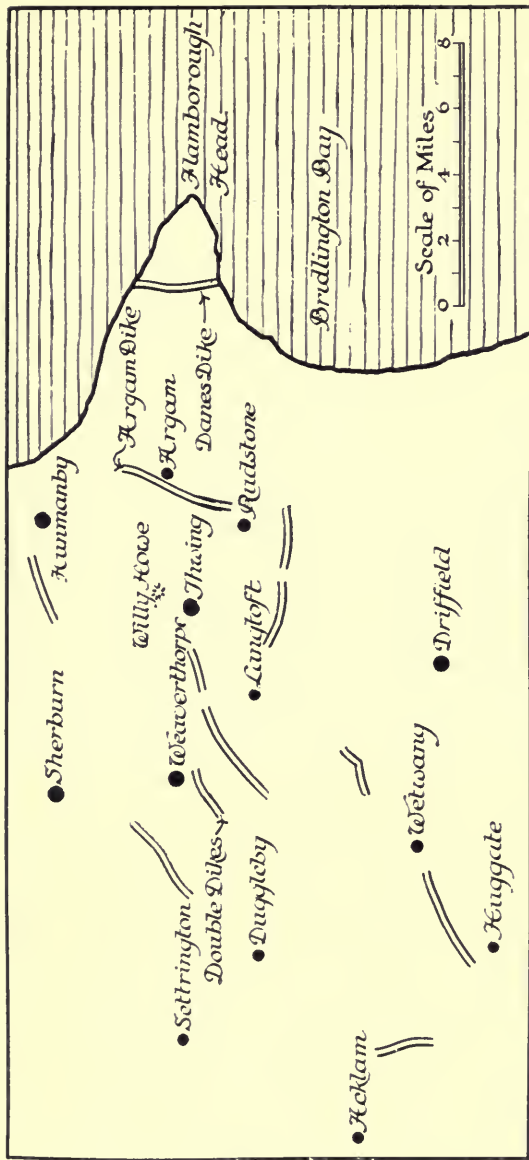 Hunmanby
Sherburn
Argam Dike
Argam
Danes Dike
Flamborough
Head
Willy Howe
Thwing
Weaverthorpe
Rudstone
Langtoft
Settrington
Double Dikes
Duggleby
Bridlington Bay
Driffield
Wetwang
Huggate
Acklam
Scale of Miles
0 2 4 6 8